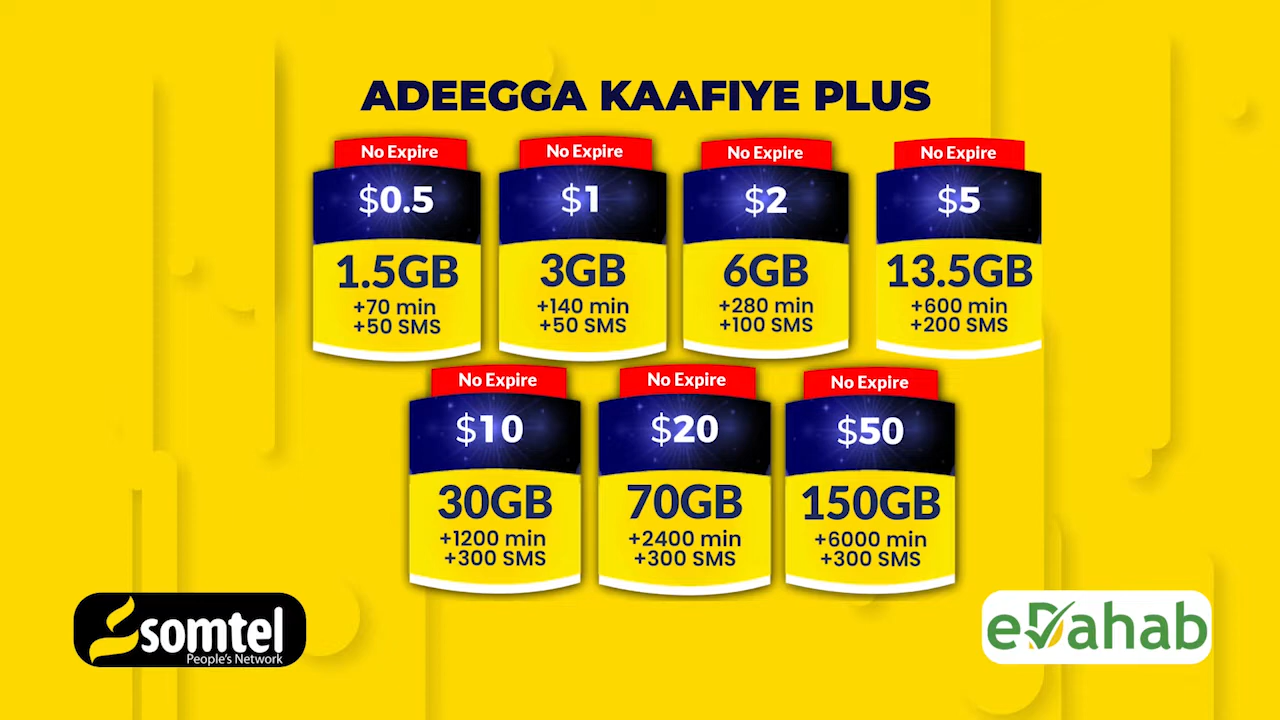 ADEEGGA KAAFIYE PLUS
No Expire
$0.5
1.5GB
+70 min
+50 SMS
No Expire
$1
3GB
+140 min
+50 SMS
No Expire
$2
6GB
+280 min
+100 SMS
No Expire
$5
13.5GB
+600 min
+200 SMS
No Expire
$10
30GB
+1200 min
+300 SMS
No Expire
$20
70GB
+2400 min
+300 SMS
No Expire
$50
150GB
+6000 min
+300 SMS
somtel
People's Network
eDahab